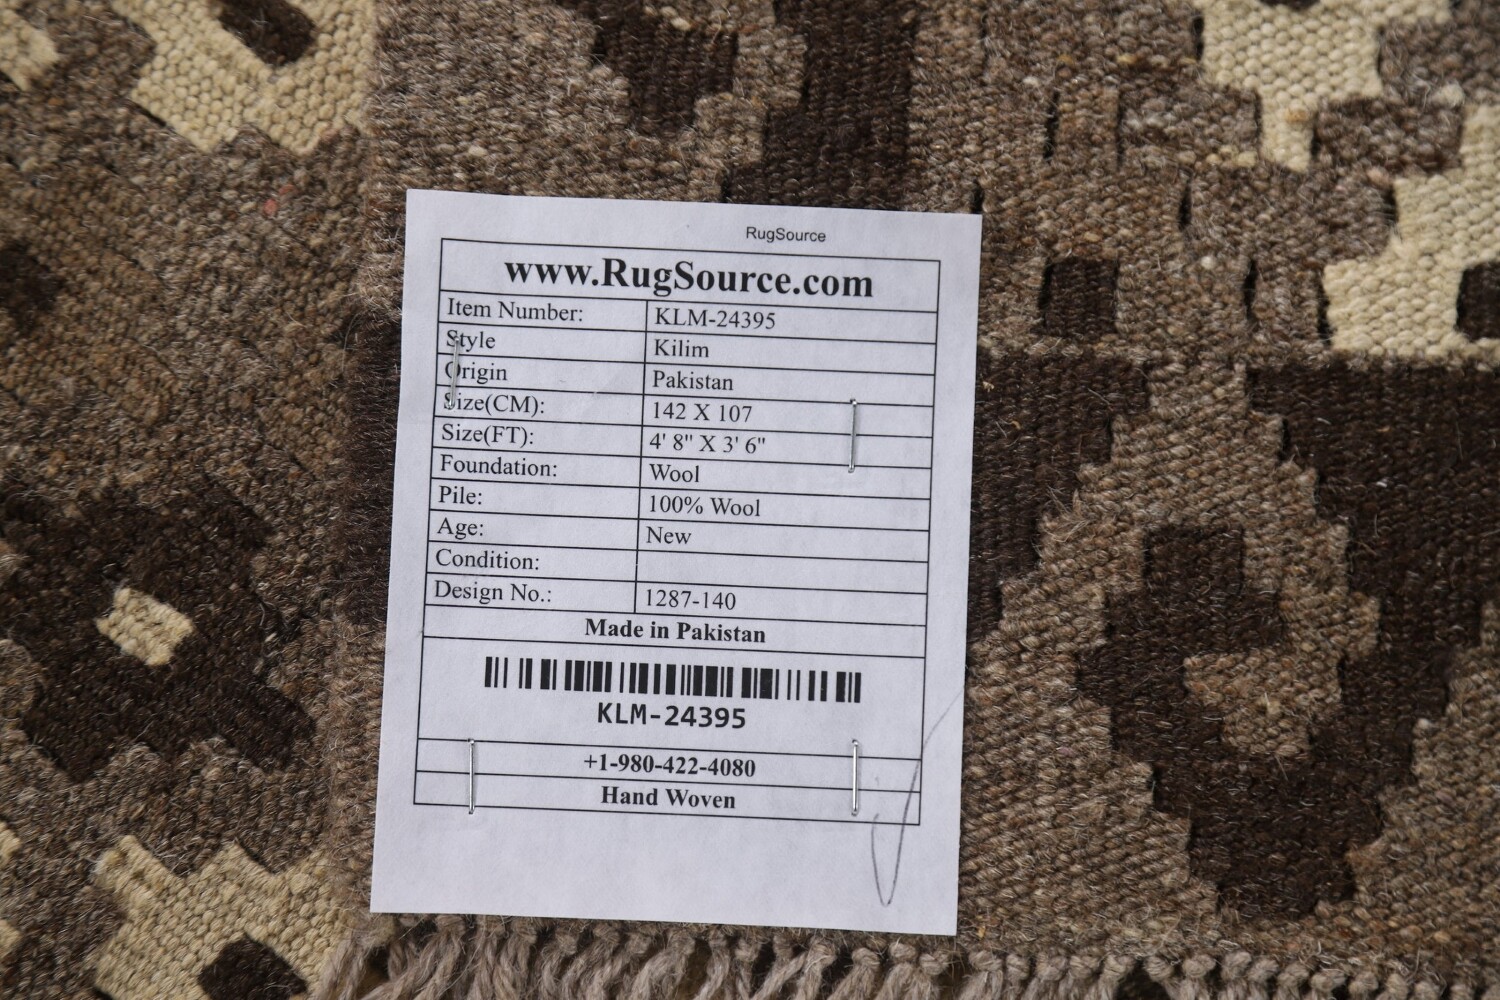 RugSource
www.RugSource.com
Item Number: KLM-24395
Style Kilim
Origin Pakistan
Size(CM): 142 X 107
Size(FT): 4' 8" X 3' 6"
Foundation: Wool
Pile: 100% Wool
Age: New
Condition:
Design No.: 1287-140
Made in Pakistan
KLM-24395
+1-980-422-4080
Hand Woven